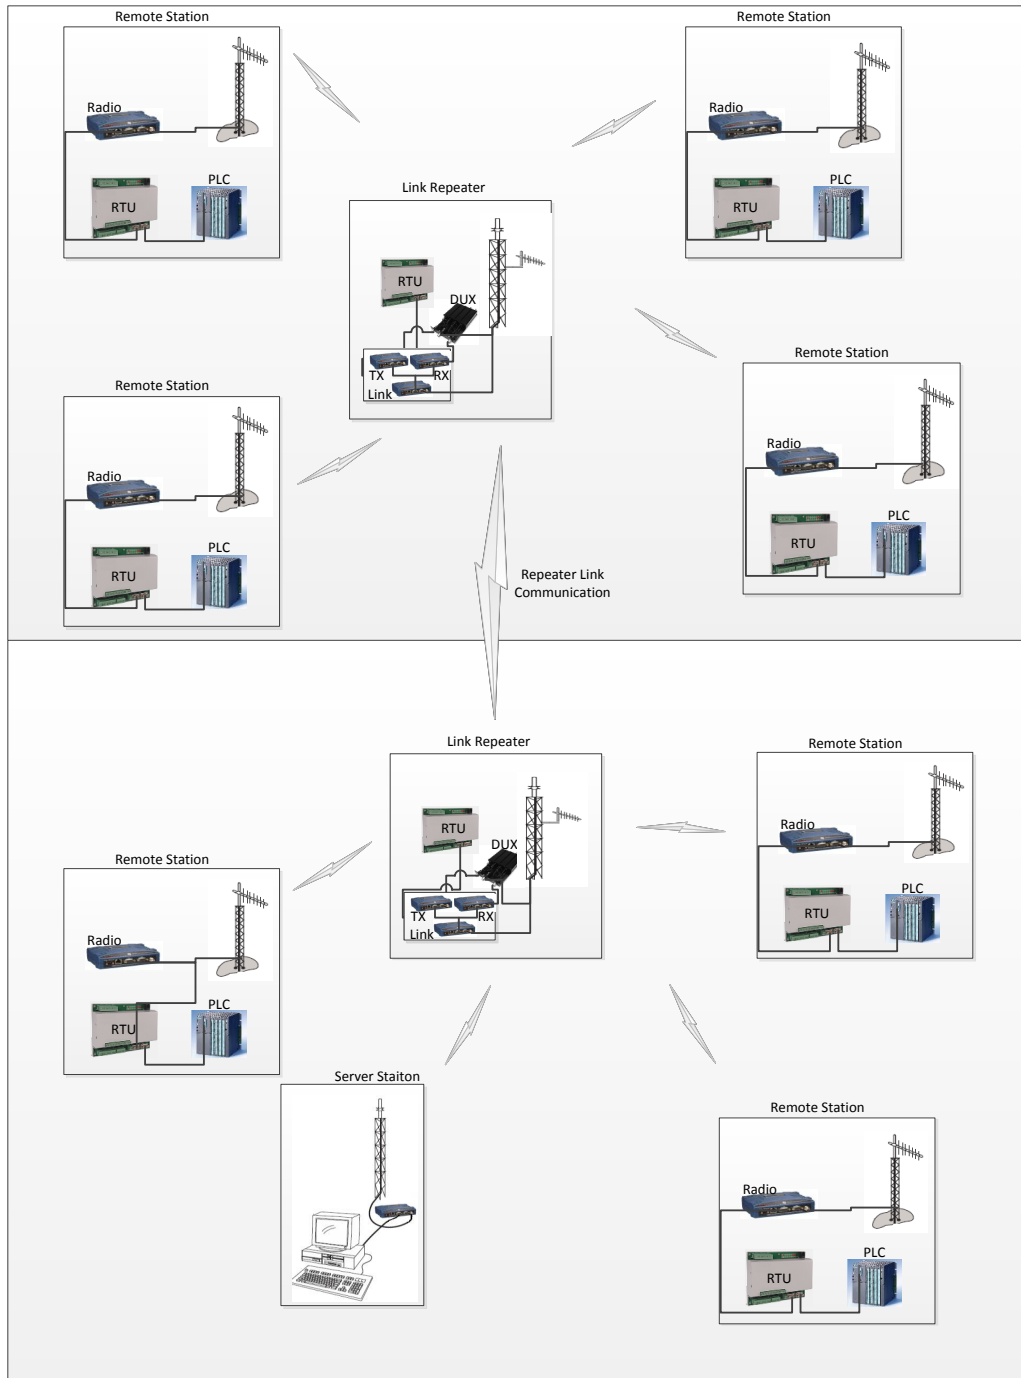 Remote Station
Radio
RTU
PLC
Remote Station
Radio
RTU
PLC
Link Repeater
RTU
DUX
TX
RX
Link
Remote Station
Radio
RTU
PLC
Remote Station
Radio
RTU
PLC
Repeater Link
Communication
Link Repeater
RTU
DUX
TX
RX
Link
Remote Station
Radio
RTU
PLC
Remote Station
Radio
RTU
PLC
Server Staiton
Remote Station
Radio
RTU
PLC